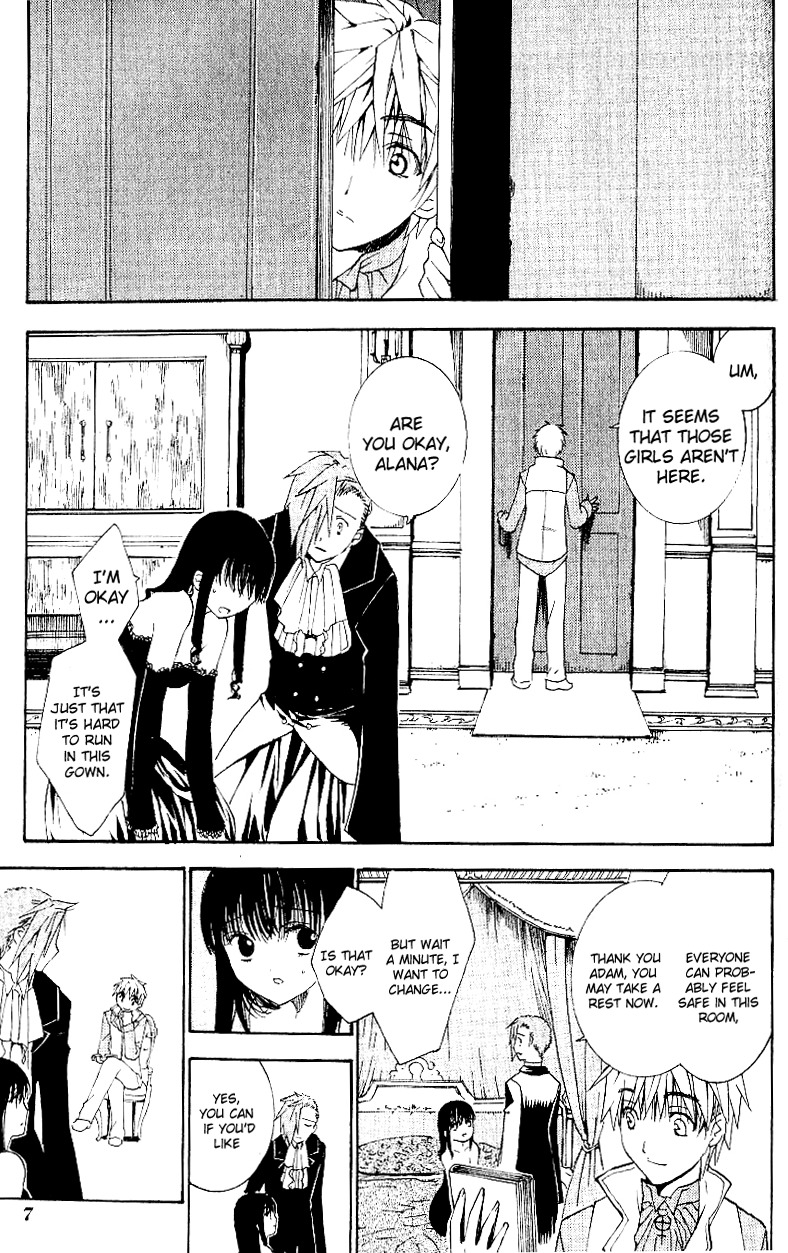 UM,
IT SEEMS
THAT THOSE
GIRLS AREN'T
HERE.
ARE
YOU OKAY,
ALANA?
I'M
OKAY
...
IT'S
JUST THAT
IT'S HARD
TO RUN
IN THIS
GOWN.
EVERYONE
CAN PROB-
ABLY FEEL
SAFE IN THIS
ROOM,
THANK YOU
ADAM, YOU
MAY TAKE A
REST NOW.
BUT WAIT
A MINUTE, I
WANT TO
CHANGE...
IS THAT
OKAY?
YES,
YOU CAN
IF YOU'D
LIKE
7